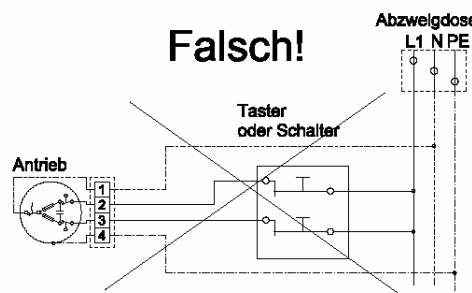 Falsch!
Abzweigdose
L1 N PE
Taster
oder Schalter
Antrieb
1
2
3
4